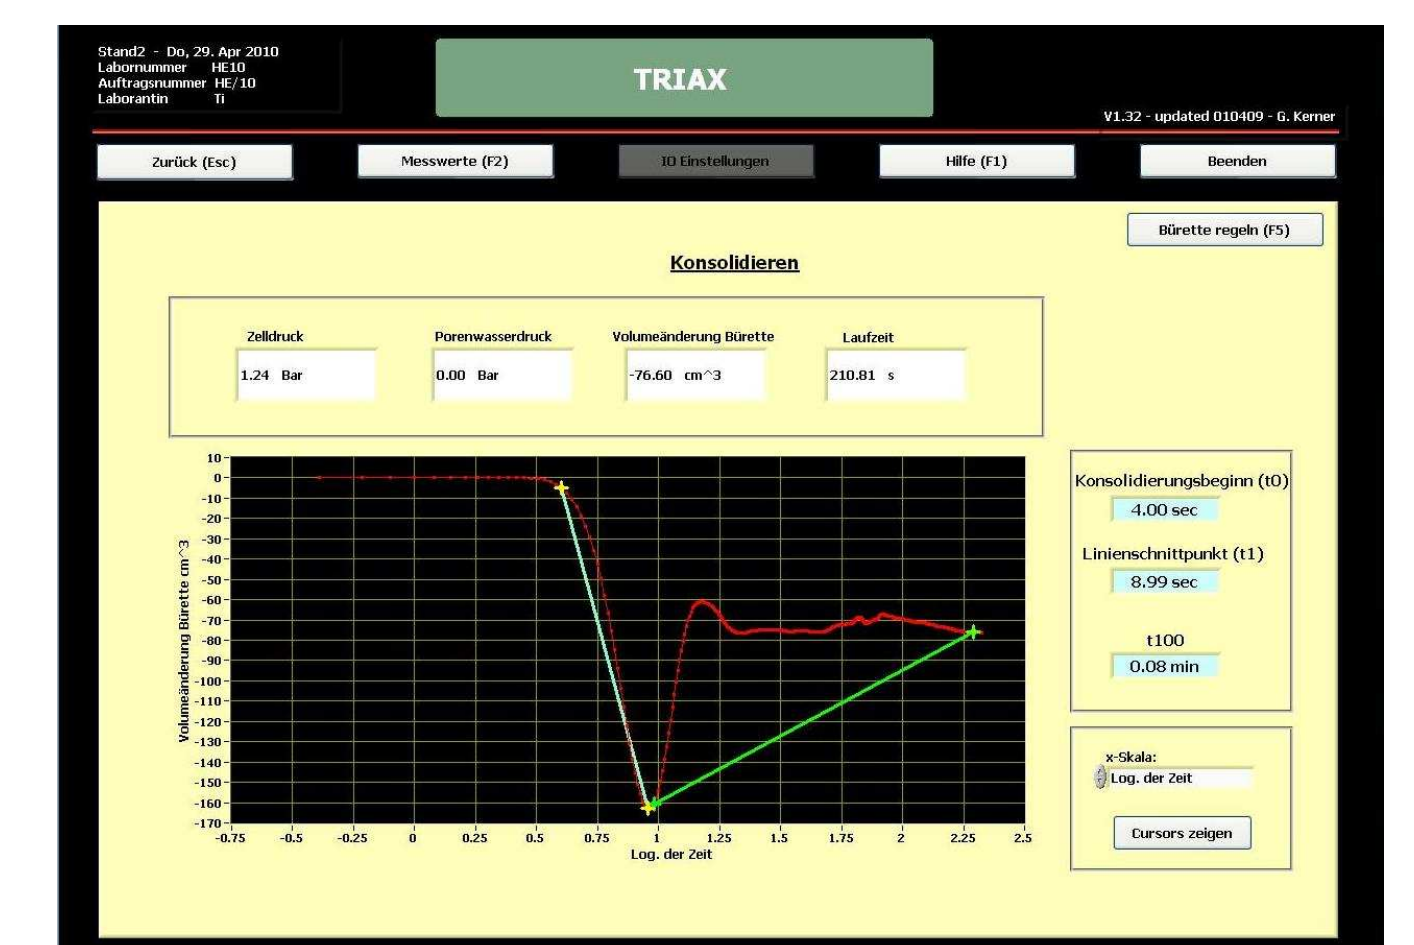 Stand2 - Do, 29. Apr 2010
Labornummer HE10
Auftragsnummer HE/10
Laborantin Ti
TRIAX
V1.32 - updated 010409 - G. Kerner
Zurück (Esc)
Messwerte (F2)
IO Einstellungen
Hilfe (F1)
Beenden
Bürette regeln (F5)
Konsolidieren
Zelldruck
Porenwasserdruck
Volumeänderung Bürette
Laufzeit
1.24 Bar
0.00 Bar
-76.60 cm^3
210.81 s
Volumeänderung Bürette cm^3
10
0
-10
-20
-30
-40
-50
-60
-70
-80
-90
-100
-110
-120
-130
-140
-150
-160
-170
-0.75 -0.5 -0.25 0 0.25 0.5 0.75 1 1.25 1.5 1.75 2 2.25 2.5
Log. der Zeit
Konsolidierungsbeginn (t0)
4.00 sec
Linienschnittpunkt (t1)
8.99 sec
t100
0.08 min
x-Skala:
Log. der Zeit
Cursors zeigen